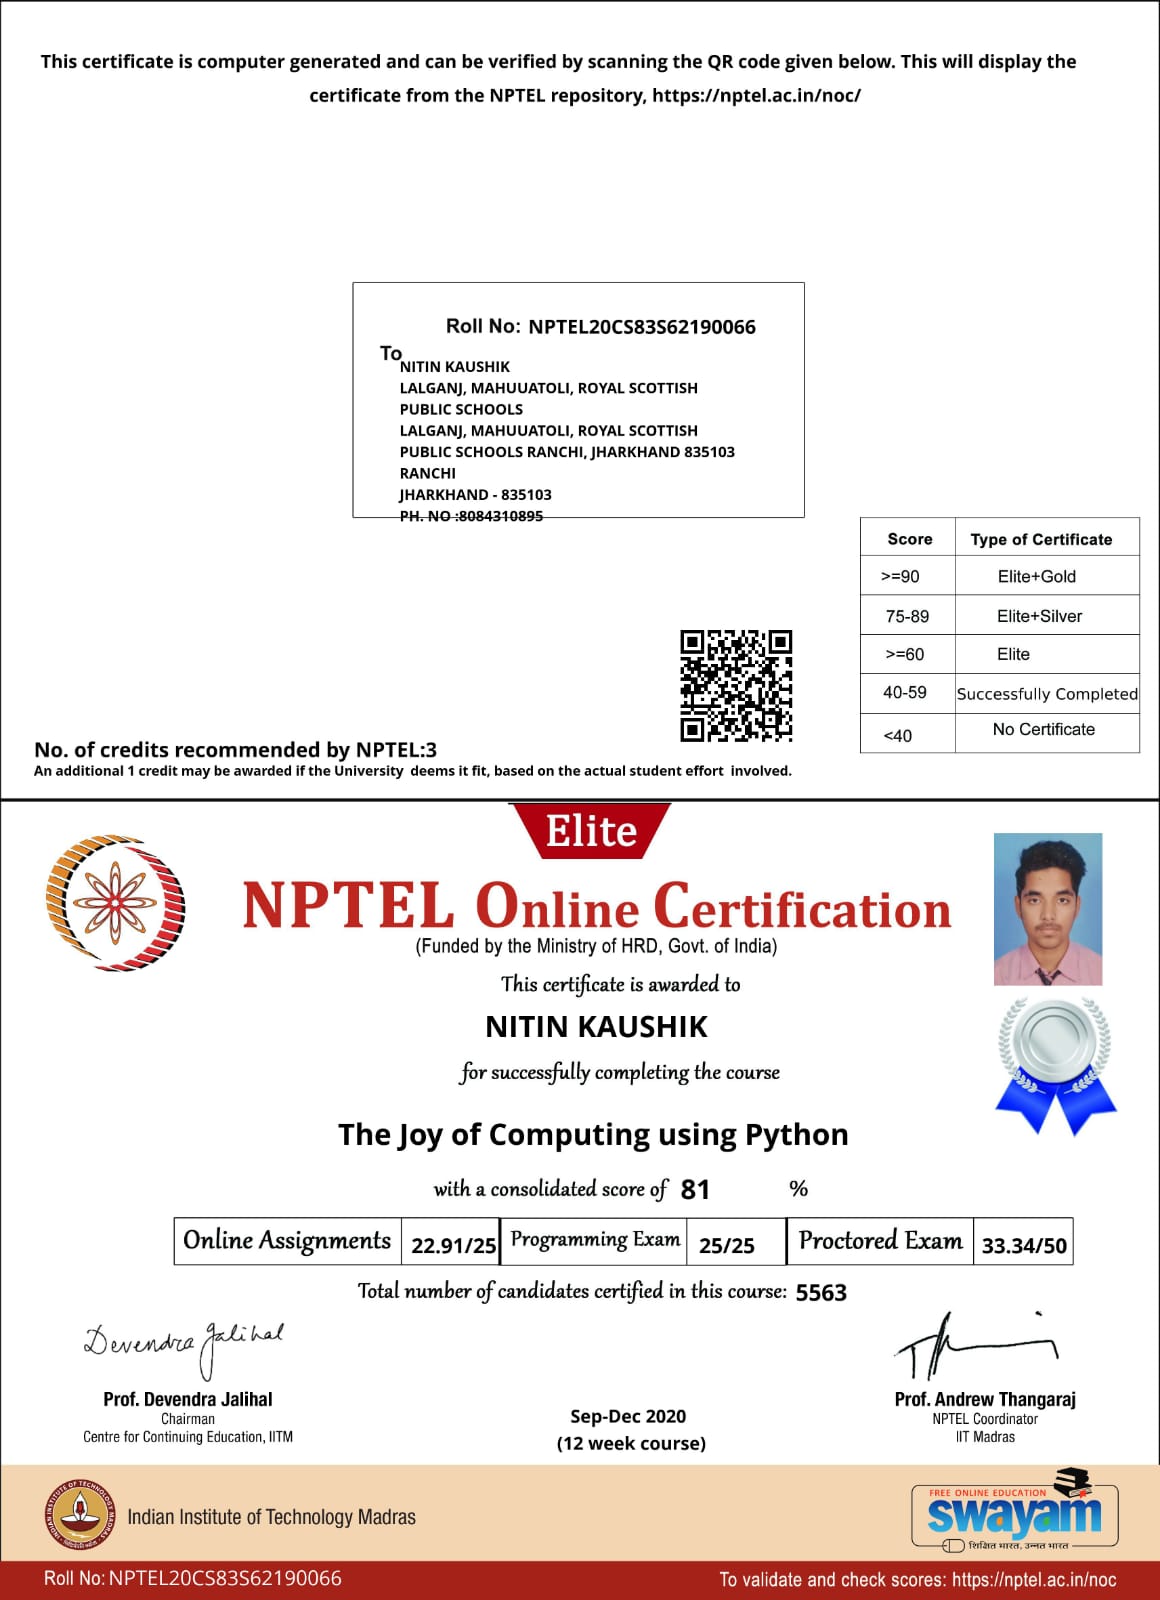 This certificate is computer generated and can be verified by scanning the QR code given below. This will display the
certificate from the NPTEL repository, https://nptel.ac.in/noc/
Roll No: NPTEL20CS83S62190066
To
NITIN KAUSHIK
LALGANJ, MAHUUATOLI, ROYAL SCOTTISH
PUBLIC SCHOOLS
LALGANJ, MAHUUATOLI, ROYAL SCOTTISH
PUBLIC SCHOOLS RANCHI, JHARKHAND 835103
RANCHI
JHARKHAND - 835103
PH. NO :8084310895
Score Type of Certificate
>=90 Elite+Gold
75-89 Elite+Silver
>=60 Elite
40-59 Successfully Completed
<40 No Certificate
No. of credits recommended by NPTEL:3
An additional 1 credit may be awarded if the University deems it fit, based on the actual student effort involved.
Elite
NPTEL Online Certification
(Funded by the Ministry of HRD, Govt. of India)
This certificate is awarded to
NITIN KAUSHIK
for successfully completing the course
The Joy of Computing using Python
with a consolidated score of 81 %
Online Assignments 22.91/25 Programming Exam 25/25 Proctored Exam 33.34/50
Total number of candidates certified in this course: 5563
Devendra Jalihal
Prof. Devendra Jalihal
Chairman
Centre for Continuing Education, IITM
Sep-Dec 2020
(12 week course)
Prof. Andrew Thangaraj
NPTEL Coordinator
IIT Madras
INDIAN INSTITUTE OF TECHNOLOGY MADRAS
Indian Institute of Technology Madras
FREE ONLINE EDUCATION
swayam
शिक्षित भारत, उन्नत भारत
Roll No: NPTEL20CS83S62190066
To validate and check scores: https://nptel.ac.in/noc